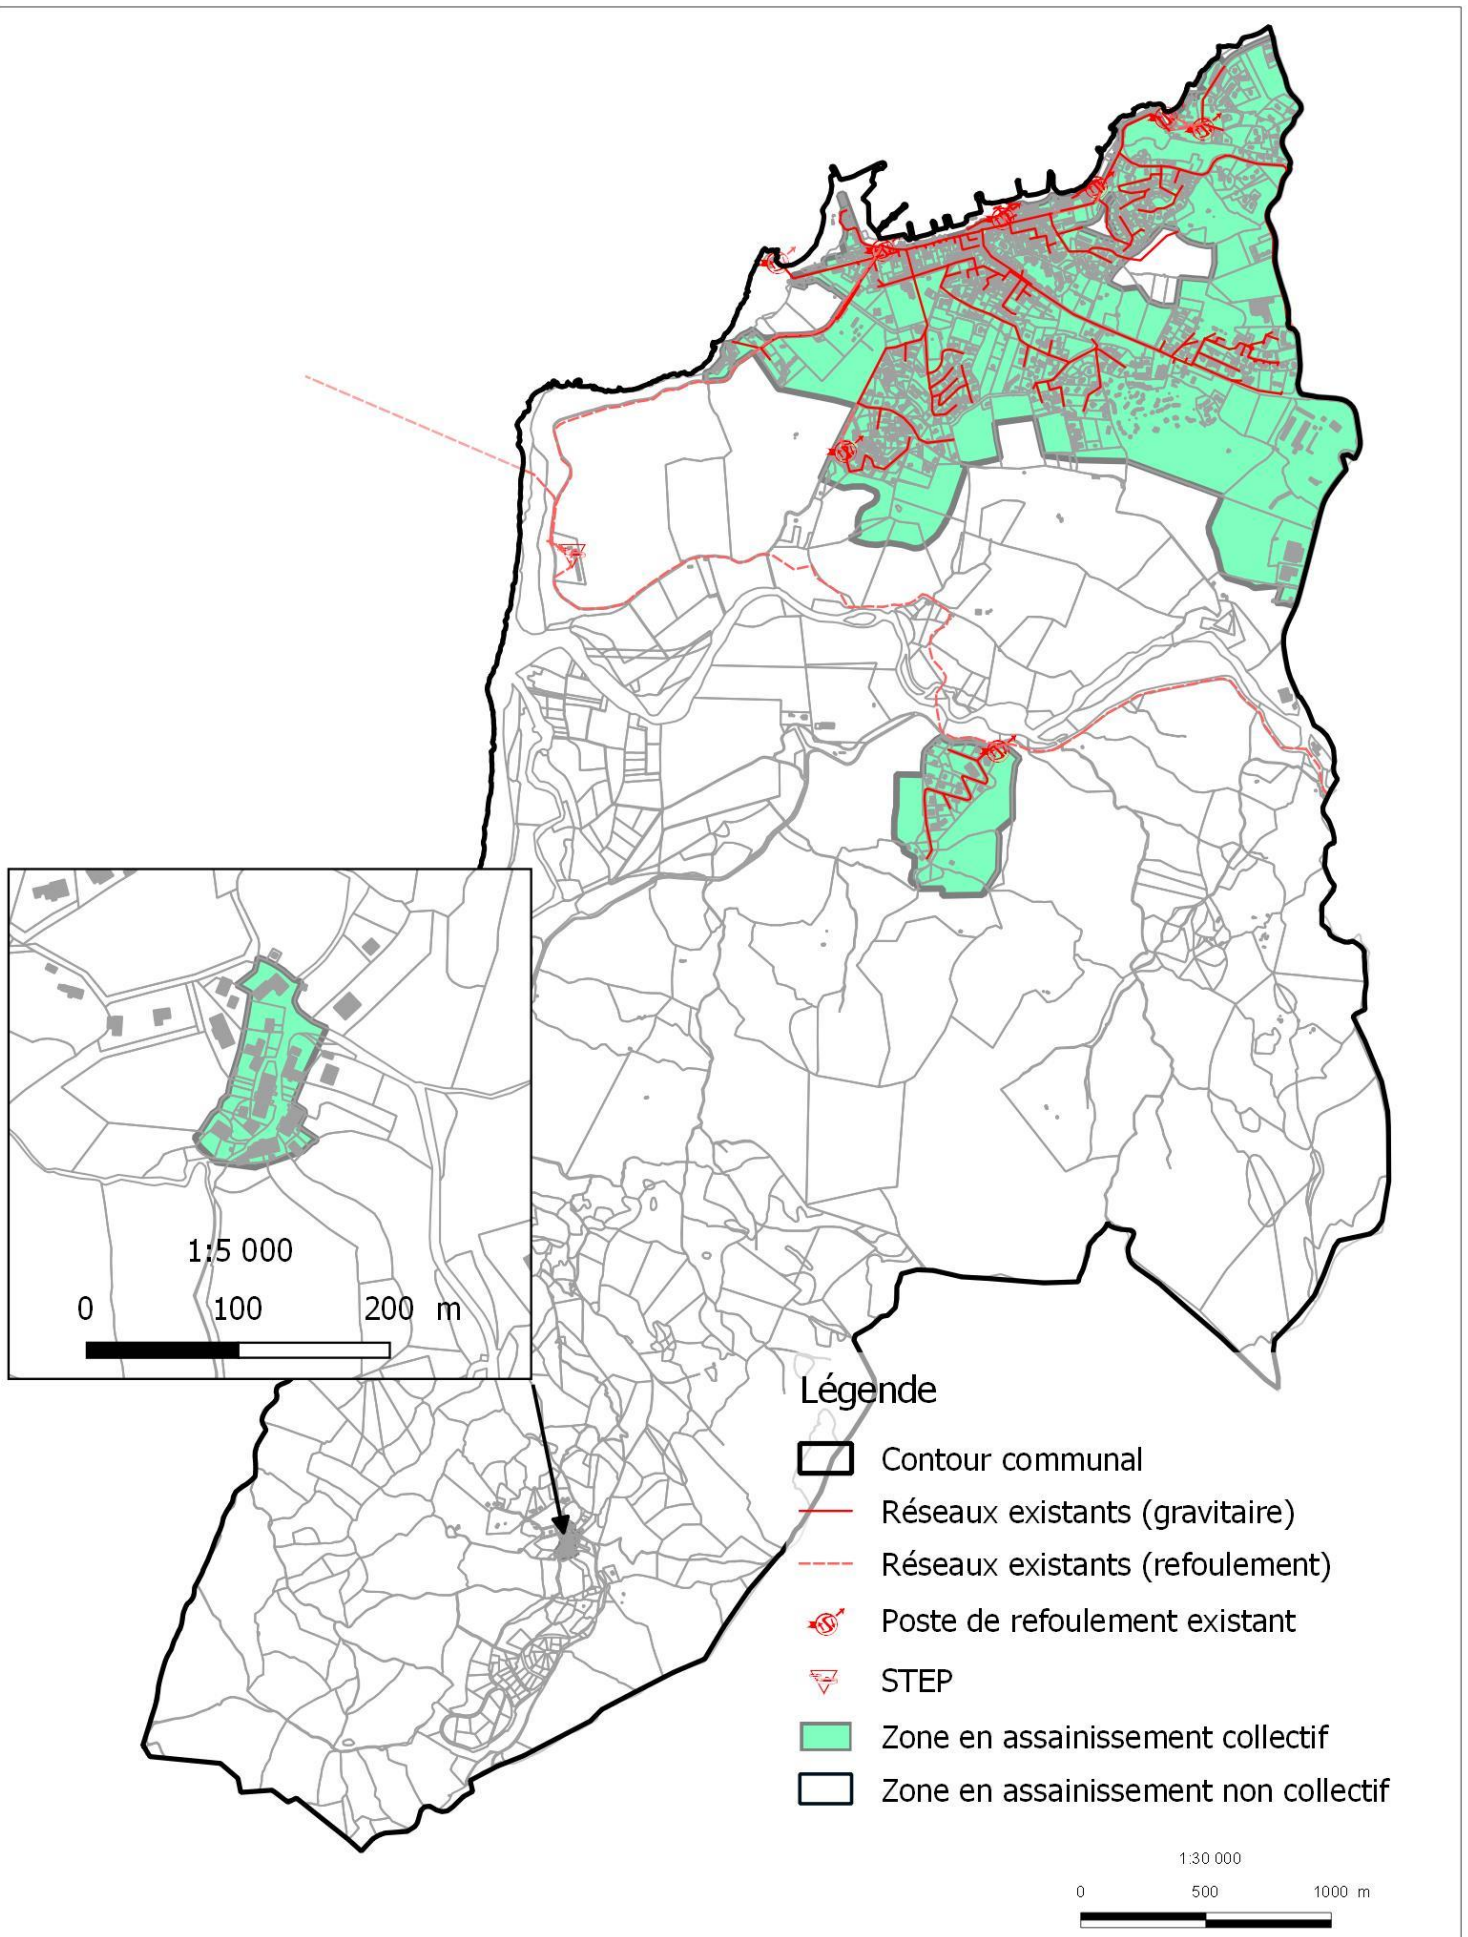 1:5 000
0 100 200 m
Légende
Contour communal
Réseaux existants (gravitaire)
Réseaux existants (refoulement)
Poste de refoulement existant
STEP
Zone en assainissement collectif
Zone en assainissement non collectif
1:30 000
0 500 1000 m